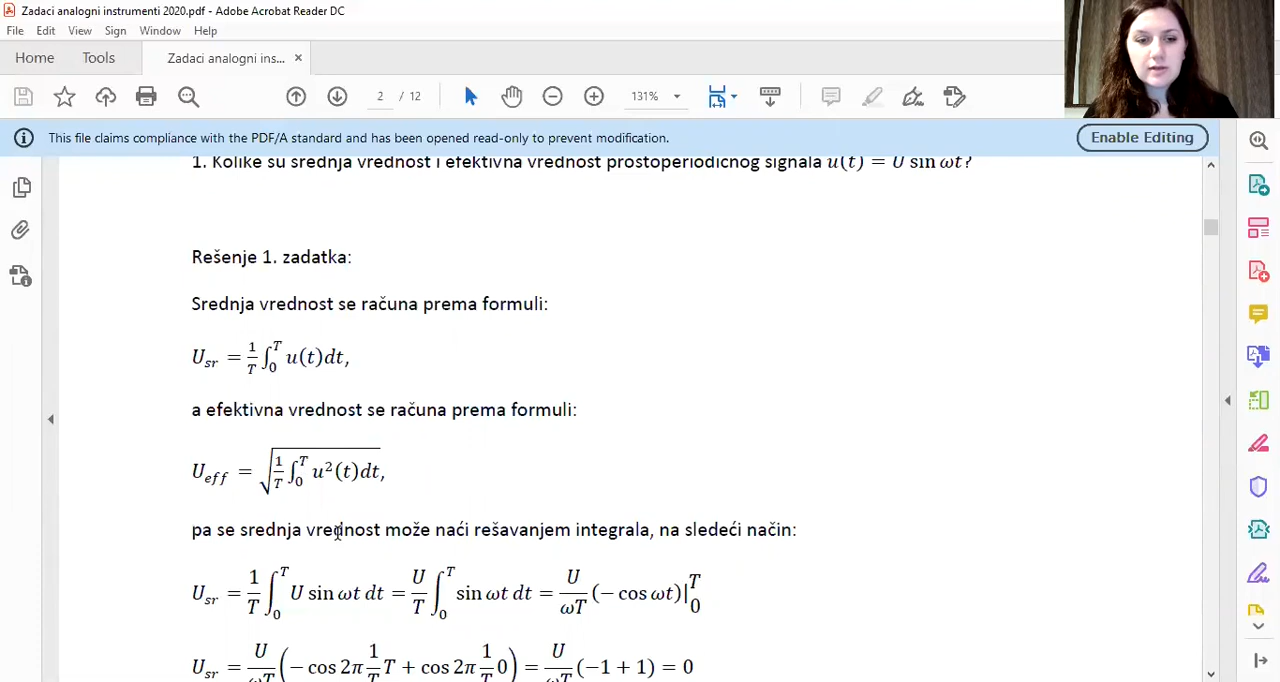 Zadaci analogni instrumenti 2020.pdf - Adobe Acrobat Reader DC
File Edit View Sign Window Help
Home Tools Zadaci analogni ins... ×
2 / 12 131%
This file claims compliance with the PDF/A standard and has been opened read-only to prevent modification. Enable Editing
1. Kolike su srednja vrednost i efektivna vrednost prostoperiodičnog signala u(t) = U sin ωt?
Rešenje 1. zadatka:
Srednja vrednost se računa prema formuli:
U_sr = 1/T ∫_0^T u(t)dt,
a efektivna vrednost se računa prema formuli:
U_eff = √(1/T ∫_0^T u²(t)dt),
pa se srednja vrednost može naći rešavanjem integrala, na sledeći način:
U_sr = 1/T ∫_0^T U sin ωt dt = U/T ∫_0^T sin ωt dt = U/ωT (− cos ωt)|_0^T
U_sr = U/ωT (− cos 2π 1/T T + cos 2π 1/T 0) = U/ωT (−1 + 1) = 0